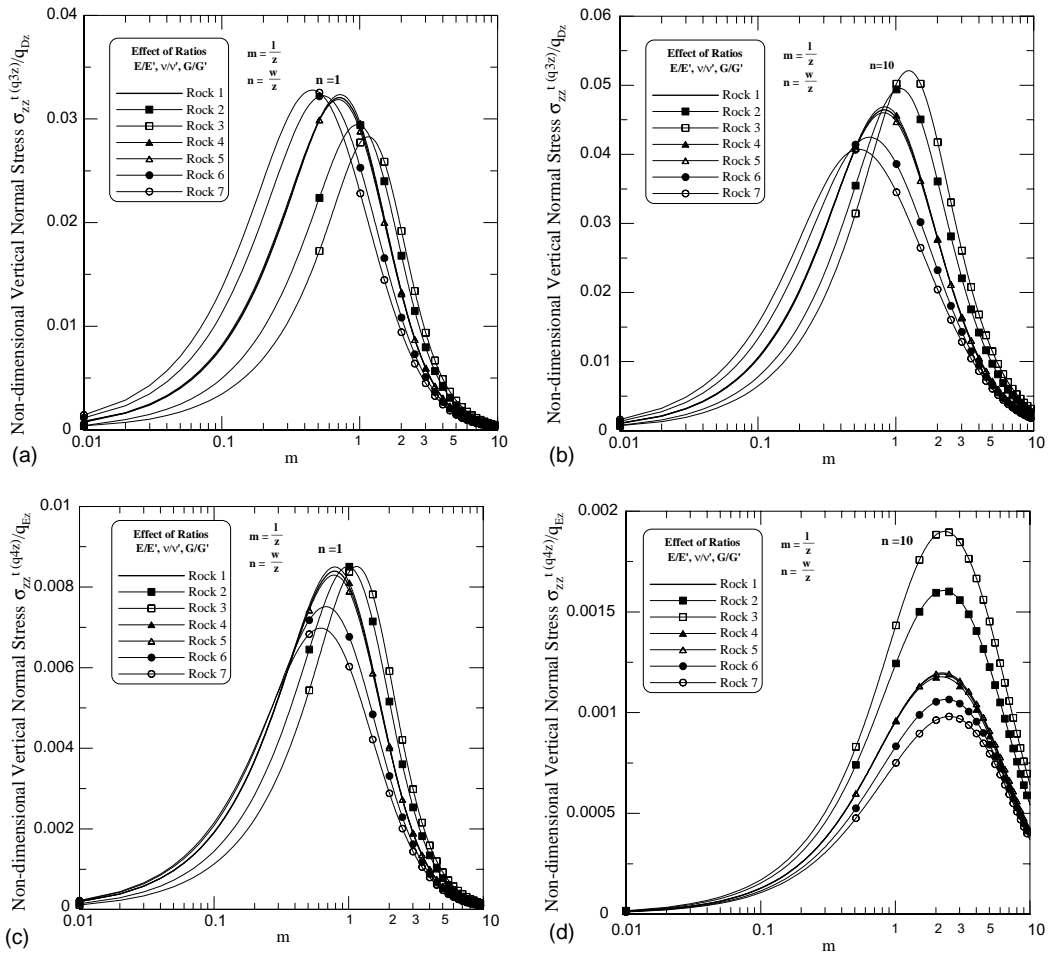 Non-dimensional Vertical Normal Stress σzz t (q3z)/qDz
0.04
0.03
0.02
0.01
0
Effect of Ratios
E/E', ν/ν', G/G'
Rock 1
Rock 2
Rock 3
Rock 4
Rock 5
Rock 6
Rock 7
m = l/z
n = w/z
n =1
0.01 0.1 1 2 3 5 10
m
(a)
Non-dimensional Vertical Normal Stress σzz t (q3z)/qDz
0.06
0.05
0.04
0.03
0.02
0.01
0
Effect of Ratios
E/E', ν/ν', G/G'
Rock 1
Rock 2
Rock 3
Rock 4
Rock 5
Rock 6
Rock 7
m = l/z
n = w/z
n=10
0.01 0.1 1 2 3 5 10
m
(b)
Non-dimensional Vertical Normal Stress σzz t (q4z)/qEz
0.01
0.008
0.006
0.004
0.002
0
Effect of Ratios
E/E', ν/ν', G/G'
Rock 1
Rock 2
Rock 3
Rock 4
Rock 5
Rock 6
Rock 7
m = l/z
n = w/z
n =1
0.01 0.1 1 2 3 5 10
m
(c)
Non-dimensional Vertical Normal Stress σzz t (q4z)/qEz
0.002
0.0015
0.001
0.0005
0
Effect of Ratios
E/E', ν/ν', G/G'
Rock 1
Rock 2
Rock 3
Rock 4
Rock 5
Rock 6
Rock 7
m = l/z
n = w/z
n =10
0.01 0.1 1 2 3 5 10
m
(d)